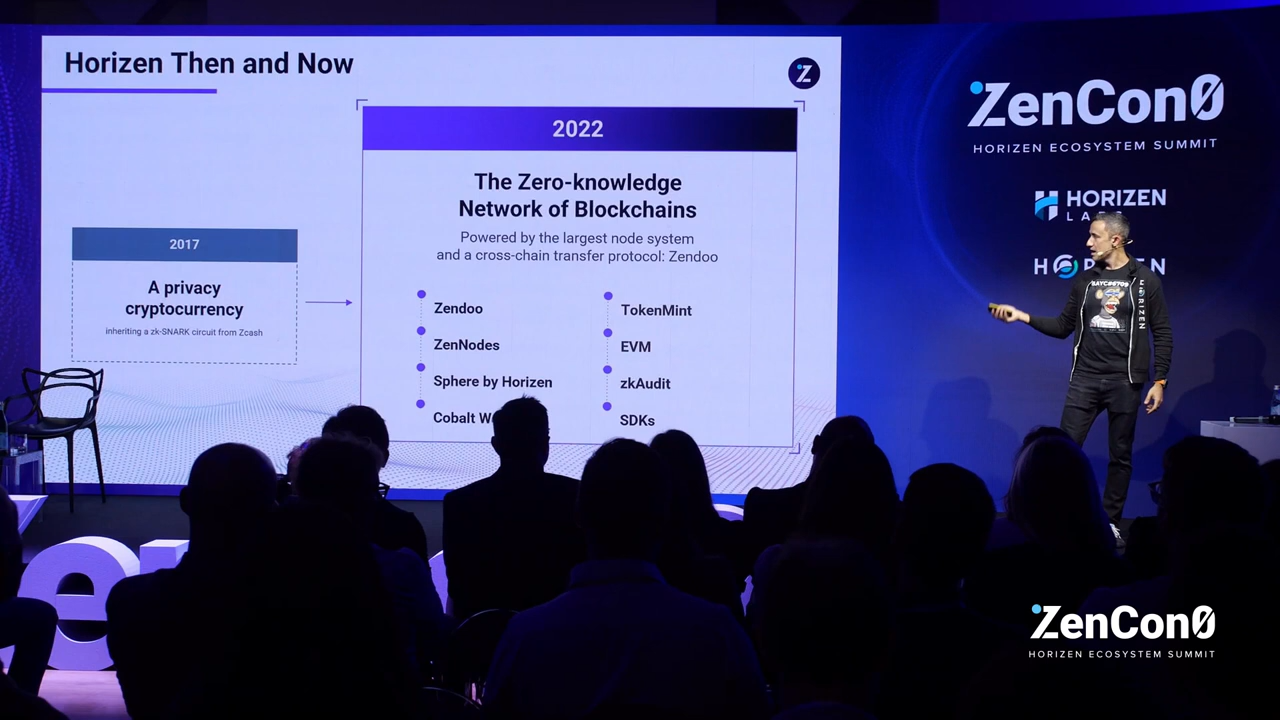 Horizen Then and Now
2017
A privacy
cryptocurrency
inheriting a zk-SNARK circuit from Zcash
2022
The Zero-knowledge
Network of Blockchains
Powered by the largest node system
and a cross-chain transfer protocol: Zendoo
Zendoo
ZenNodes
Sphere by Horizen
Cobalt
TokenMint
EVM
zkAudit
SDKs
ZenCon0
HORIZEN ECOSYSTEM SUMMIT
HORIZEN
HORIZEN
ZenCon0
HORIZEN ECOSYSTEM SUMMIT